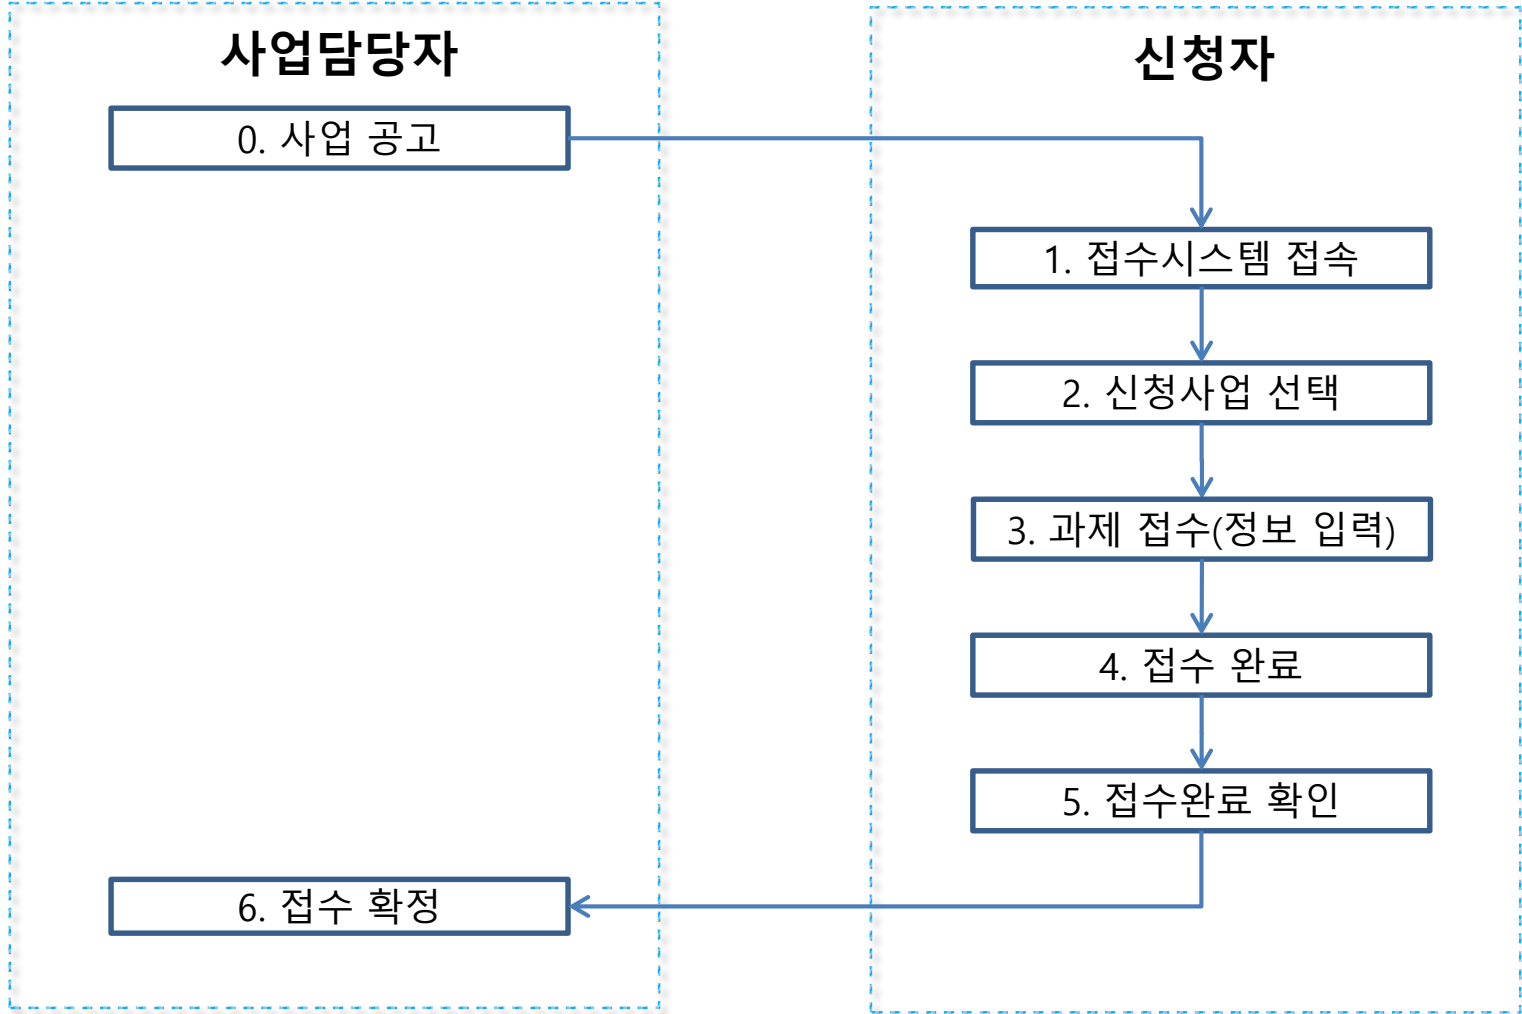 사업담당자
신청자
0. 사업 공고
1. 접수시스템 접속
2. 신청사업 선택
3. 과제 접수(정보 입력)
4. 접수 완료
5. 접수완료 확인
6. 접수 확정